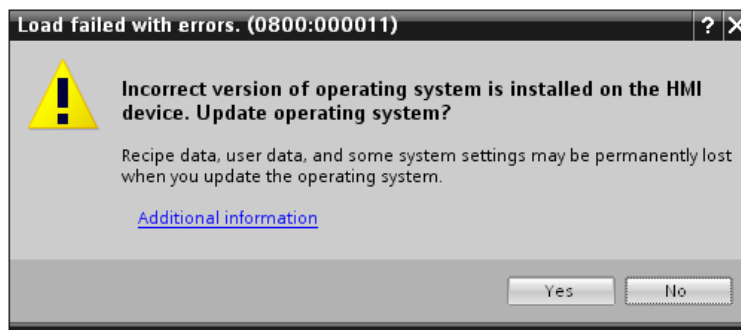 Load failed with errors. (0800:000011)
Incorrect version of operating system is installed on the HMI
device. Update operating system?
Recipe data, user data, and some system settings may be permanently lost
when you update the operating system.
Additional information
Yes No